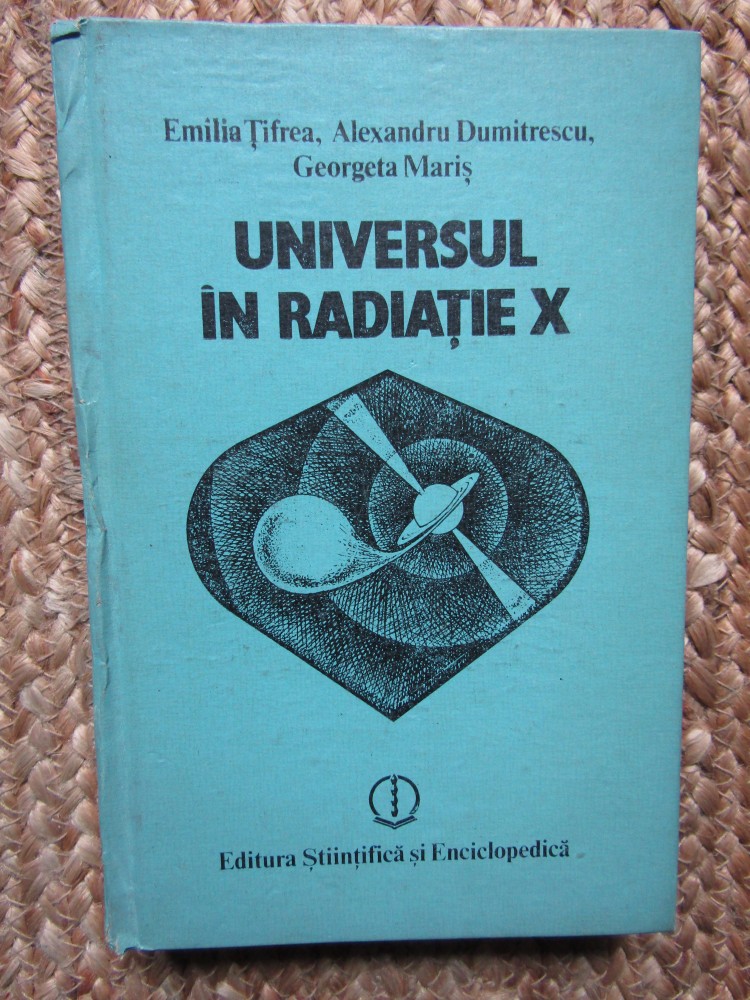 Emilia Țifrea, Alexandru Dumitrescu,
Georgeta Mariș
UNIVERSUL
ÎN RADIAȚIE X
Editura Științifică și Enciclopedică